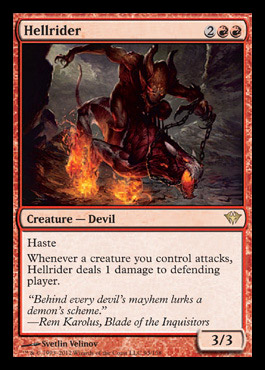 Hellrider 2
Creature — Devil
Haste
Whenever a creature you control attacks,
Hellrider deals 1 damage to defending
player.
“Behind every devil’s mayhem lurks a
demon’s scheme.”
—Rem Karolus, Blade of the Inquisitors
3/3
Svetlin Velinov